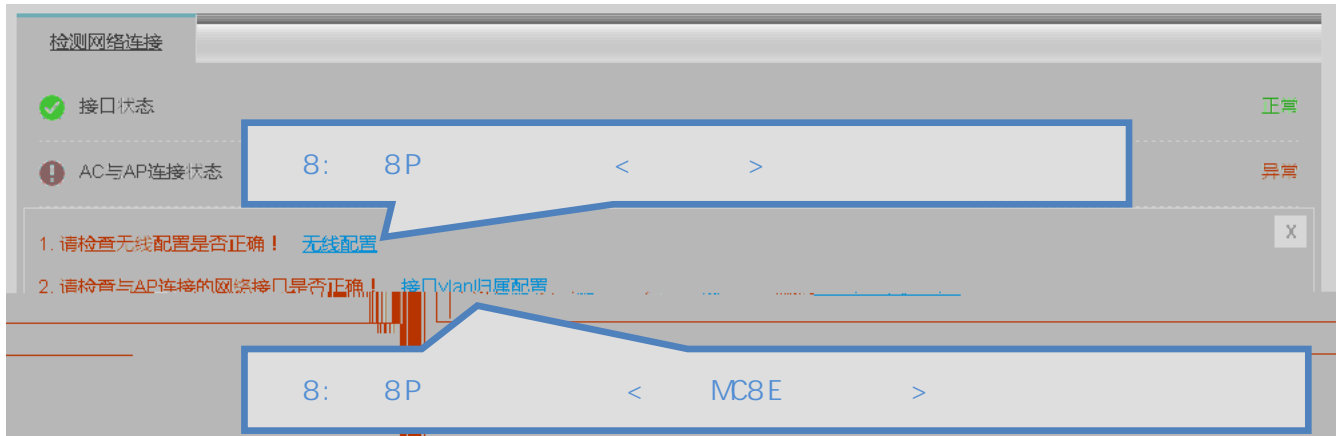 检测网络连接
接口状态
正常
8: 8P < >
AC与AP连接状态
异常
X
1. 请检查无线配置是否正确！ 无线配置
2. 请检查与AP连接的网络接口是否正确！ 接口vlan归属配置
8: 8P < MC8E >